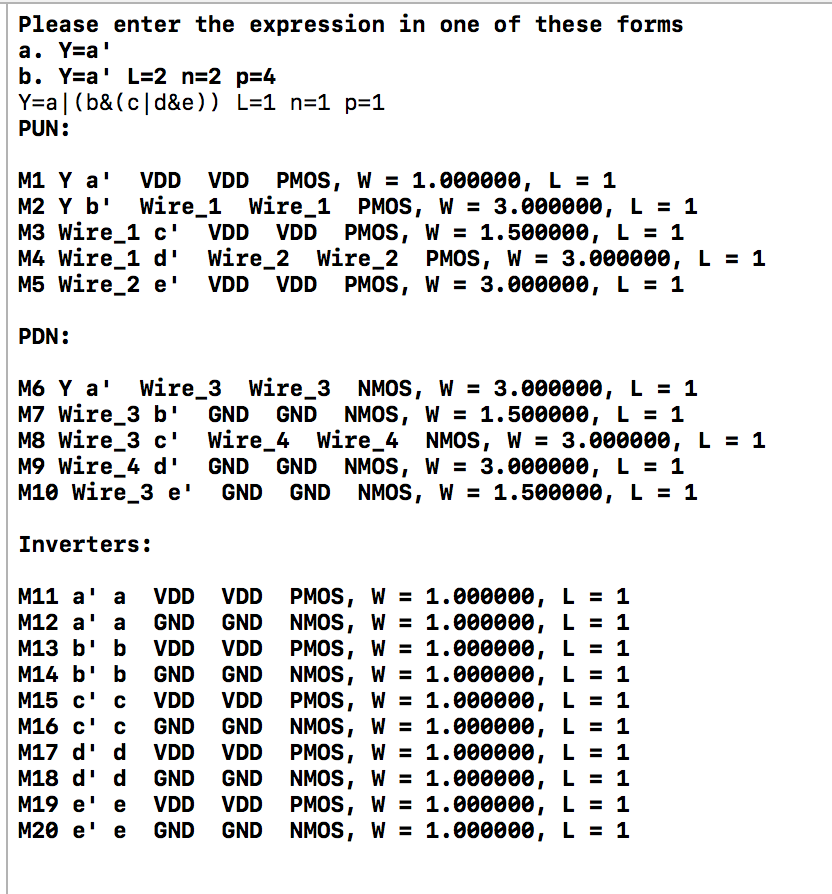 Please enter the expression in one of these forms
a. Y=a'
b. Y=a' L=2 n=2 p=4
Y=a|(b&(c|d&e)) L=1 n=1 p=1
PUN:
M1 Y a'  VDD  VDD  PMOS, W = 1.000000, L = 1
M2 Y b'  Wire_1  Wire_1  PMOS, W = 3.000000, L = 1
M3 Wire_1 c'  VDD  VDD  PMOS, W = 1.500000, L = 1
M4 Wire_1 d'  Wire_2  Wire_2  PMOS, W = 3.000000, L = 1
M5 Wire_2 e'  VDD  VDD  PMOS, W = 3.000000, L = 1
PDN:
M6 Y a'  Wire_3  Wire_3  NMOS, W = 3.000000, L = 1
M7 Wire_3 b'  GND  GND  NMOS, W = 1.500000, L = 1
M8 Wire_3 c'  Wire_4  Wire_4  NMOS, W = 3.000000, L = 1
M9 Wire_4 d'  GND  GND  NMOS, W = 3.000000, L = 1
M10 Wire_3 e'  GND  GND  NMOS, W = 1.500000, L = 1
Inverters:
M11 a' a  VDD  VDD  PMOS, W = 1.000000, L = 1
M12 a' a  GND  GND  NMOS, W = 1.000000, L = 1
M13 b' b  VDD  VDD  PMOS, W = 1.000000, L = 1
M14 b' b  GND  GND  NMOS, W = 1.000000, L = 1
M15 c' c  VDD  VDD  PMOS, W = 1.000000, L = 1
M16 c' c  GND  GND  NMOS, W = 1.000000, L = 1
M17 d' d  VDD  VDD  PMOS, W = 1.000000, L = 1
M18 d' d  GND  GND  NMOS, W = 1.000000, L = 1
M19 e' e  VDD  VDD  PMOS, W = 1.000000, L = 1
M20 e' e  GND  GND  NMOS, W = 1.000000, L = 1